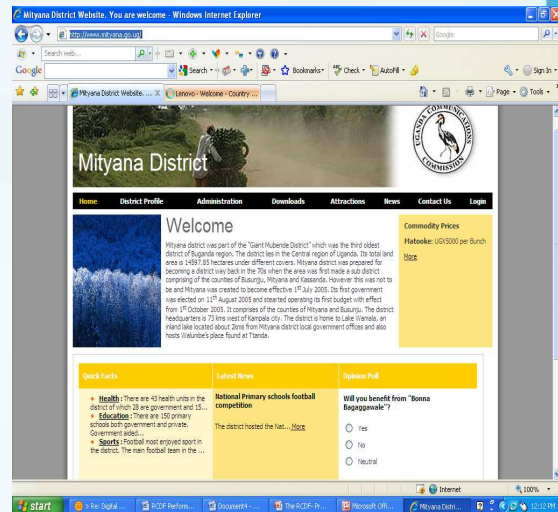 Mityana District Website. You are welcome - Windows Internet Explorer
http://www.mityana.go.ug/
Google
Search web...
Google
Search
Bookmarks
Check
AutoFill
Sign In
Mityana District Website. ...
Lenovo - Welcome - Country ...
Page
Tools
UGANDA COMMUNICATIONS
COMMISSION
Mityana District
Home District Profile Administration Downloads Attractions News Contact Us Login
Welcome
Mityana district was part of the "Giant Mubende District" which was the third oldest
district of Buganda region. The district lies in the Central region of Uganda. Its total land
area is 14597.85 hectares under different covers. Mityana district was prepared for
becoming a district way back in the 70s when the area was first made a sub district
comprising of the counties of Busunjju, Mityana and Kassanda. However this was not to
be and Mityana was created to become effective 1st July 2005. Its first government
was elected on 11th August 2005 and stearted operating its first budget with effect
from 1st October 2005. It comprises of the counties of Mityana and Busunju. The district
headquarters is 73 kms west of Kampala city. The district is home to Lake Wamala, an
inland lake located about 2kms from Mityana district local government offices and also
hosts Walumbe's place found at Ttanda.
Commodity Prices
Matooke: UGX5000 per Bunch
More
Quick Facts
Health : There are 43 health units in the
district of which 28 are government and 15...
Education : There are 150 primary
schools both government and private.
Government aided...
Sports : Football most enjoyed sport in
the district. The main football team in the ...
Latest News
National Primary schools football
competition
The district hosted the Nat... More
Opinion Poll
Will you benefit from "Bonna
Bagaggawale"?
Yes
No
Neutral
Internet
100%
start
> Re: Digital ...
RCDF Perform...
Document4 - ...
The RCDF- Pr...
Microsoft Offi...
Mityana Distri...
12:12 PM